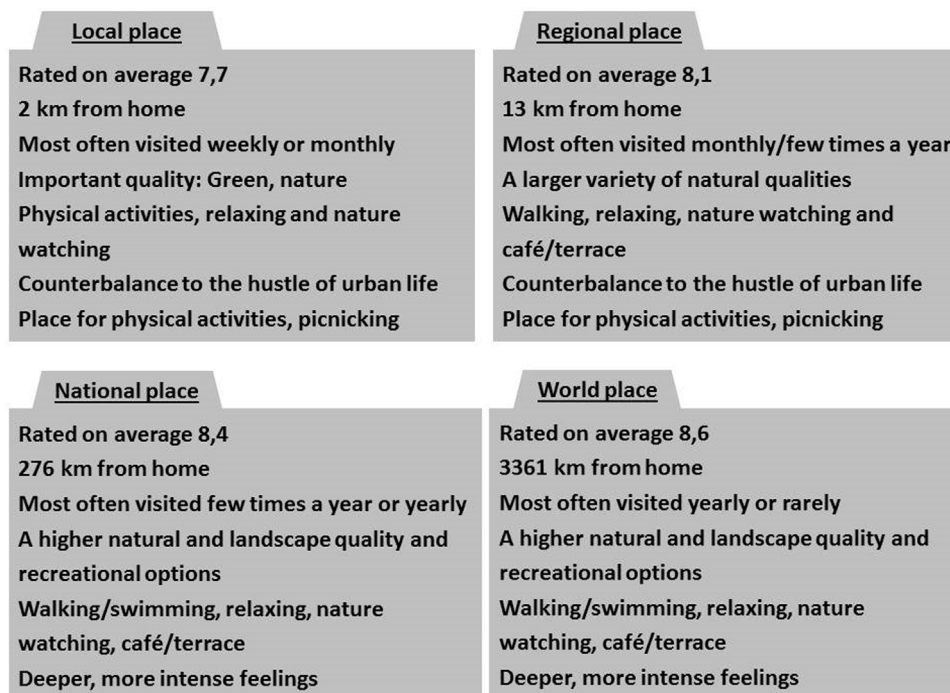 Local place
Rated on average 7,7
2 km from home
Most often visited weekly or monthly
Important quality: Green, nature
Physical activities, relaxing and nature
watching
Counterbalance to the hustle of urban life
Place for physical activities, picnicking
Regional place
Rated on average 8,1
13 km from home
Most often visited monthly/few times a year
A larger variety of natural qualities
Walking, relaxing, nature watching and
café/terrace
Counterbalance to the hustle of urban life
Place for physical activities, picnicking
National place
Rated on average 8,4
276 km from home
Most often visited few times a year or yearly
A higher natural and landscape quality and
recreational options
Walking/swimming, relaxing, nature
watching, café/terrace
Deeper, more intense feelings
World place
Rated on average 8,6
3361 km from home
Most often visited yearly or rarely
A higher natural and landscape quality and
recreational options
Walking/swimming, relaxing, nature
watching, café/terrace
Deeper, more intense feelings